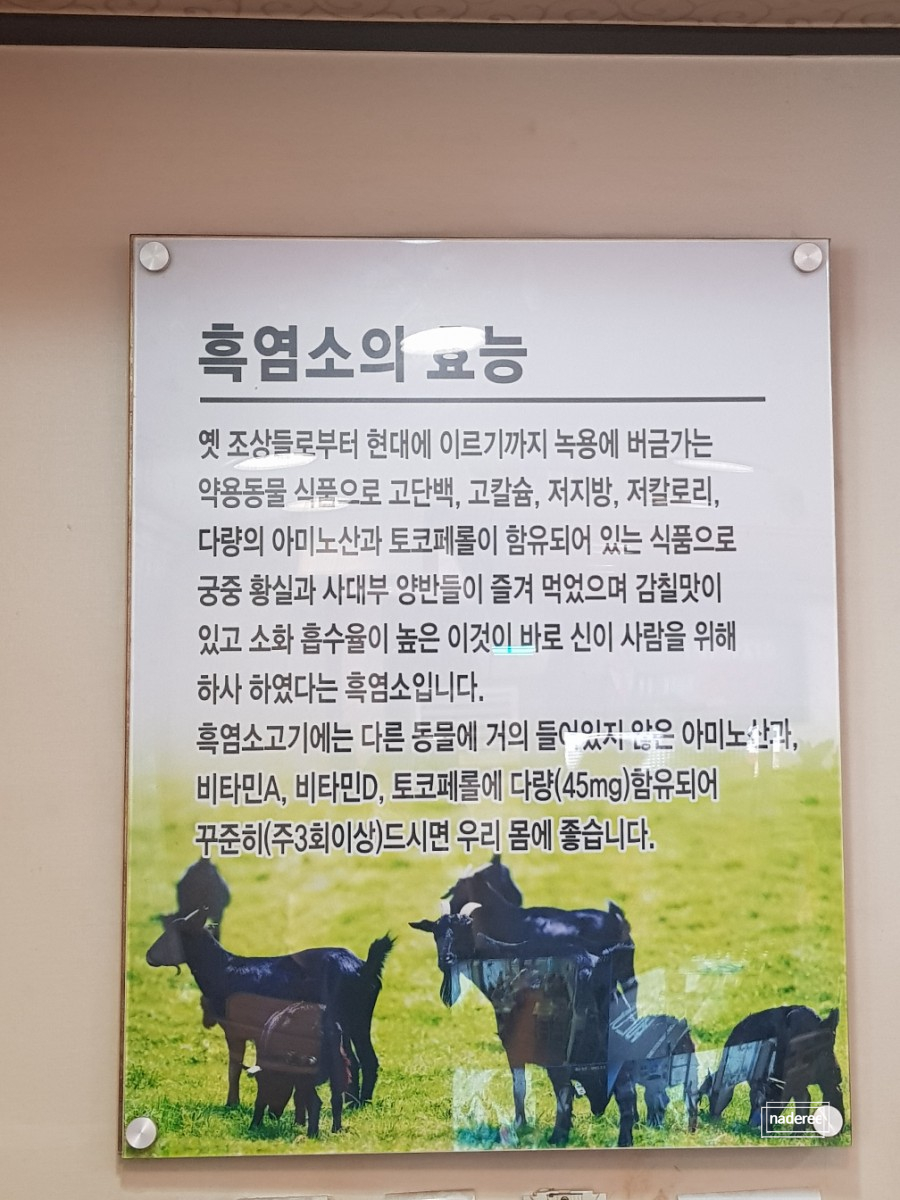 흑염소의 효능
옛 조상들로부터 현대에 이르기까지 녹용에 버금가는
약용동물 식품으로 고단백, 고칼슘, 저지방, 저칼로리,
다량의 아미노산과 토코페롤이 함유되어 있는 식품으로
궁중 황실과 사대부 양반들이 즐겨 먹었으며 감칠맛이
있고 소화 흡수율이 높은 이것이 바로 신이 사람을 위해
하사 하였다는 흑염소입니다.
흑염소고기에는 다른 동물에 거의 들어있지 않은 아미노산과,
비타민A, 비타민D, 토코페롤에 다량(45mg)함유되어
꾸준히(주3회이상)드시면 우리 몸에 좋습니다.
naderee